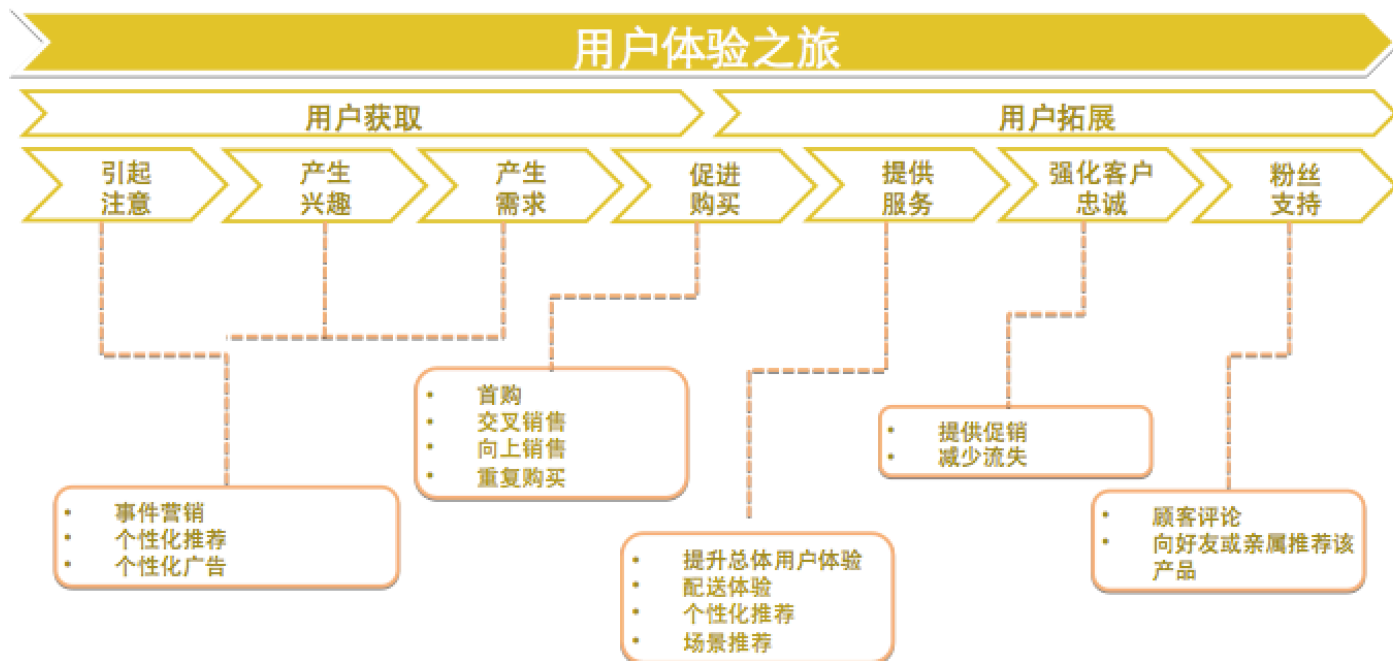 用户体验之旅
用户获取
用户拓展
引起
注意
产生
兴趣
产生
需求
促进
购买
提供
服务
强化客户
忠诚
粉丝
支持
• 首购
• 交叉销售
• 向上销售
• 重复购买
• 提供促销
• 减少流失
• 事件营销
• 个性化推荐
• 个性化广告
• 顾客评论
• 向好友或亲属推荐该
产品
• 提升总体用户体验
• 配送体验
• 个性化推荐
• 场景推荐